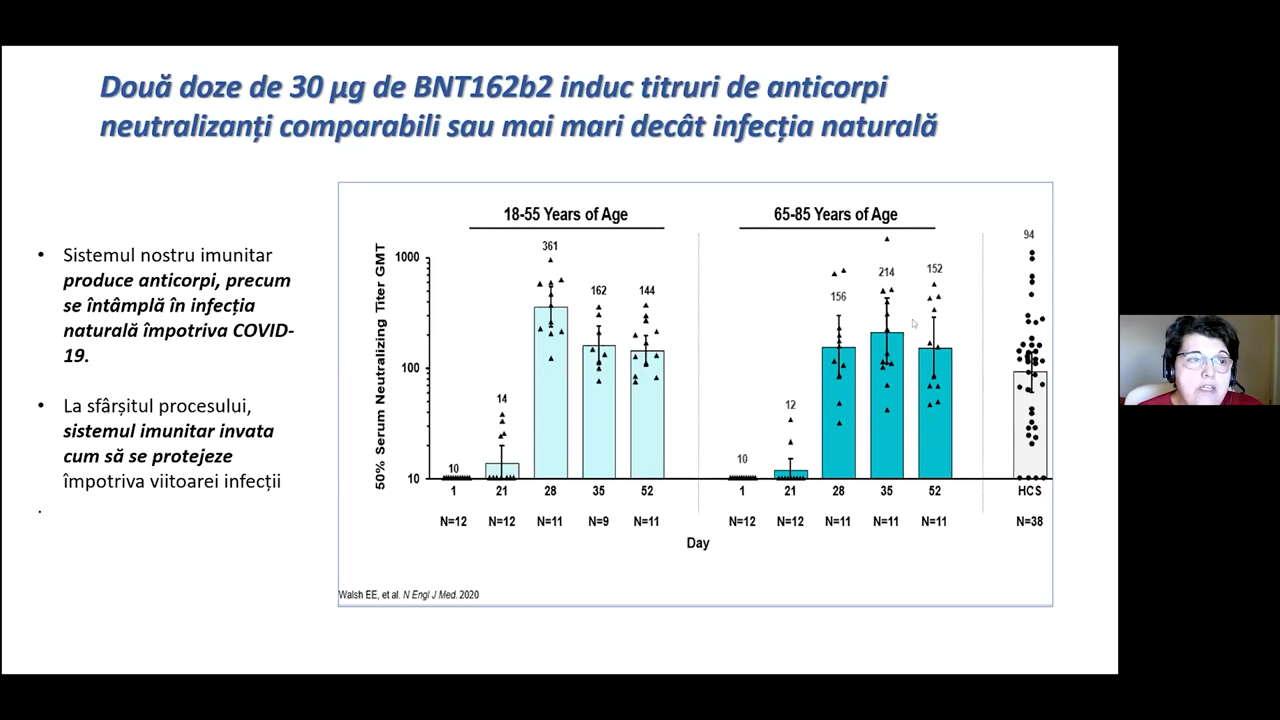 Două doze de 30 µg de BNT162b2 induc titruri de anticorpi
neutralizanți comparabili sau mai mari decât infecția naturală
• Sistemul nostru imunitar
produce anticorpi, precum
se întâmplă în infecția
naturală împotriva COVID-
19.
• La sfârșitul procesului,
sistemul imunitar invata
cum să se protejeze
împotriva viitoarei infecții
.
18-55 Years of Age
65-85 Years of Age
50% Serum Neutralizing Titer GMT
1000
100
10
10 14 361 162 144
10 12 156 214 152
94
1 21 28 35 52
1 21 28 35 52
HCS
N=12 N=12 N=11 N=9 N=11
N=12 N=12 N=11 N=11 N=11
N=38
Day
Walsh EE, et al. N Engl J Med. 2020